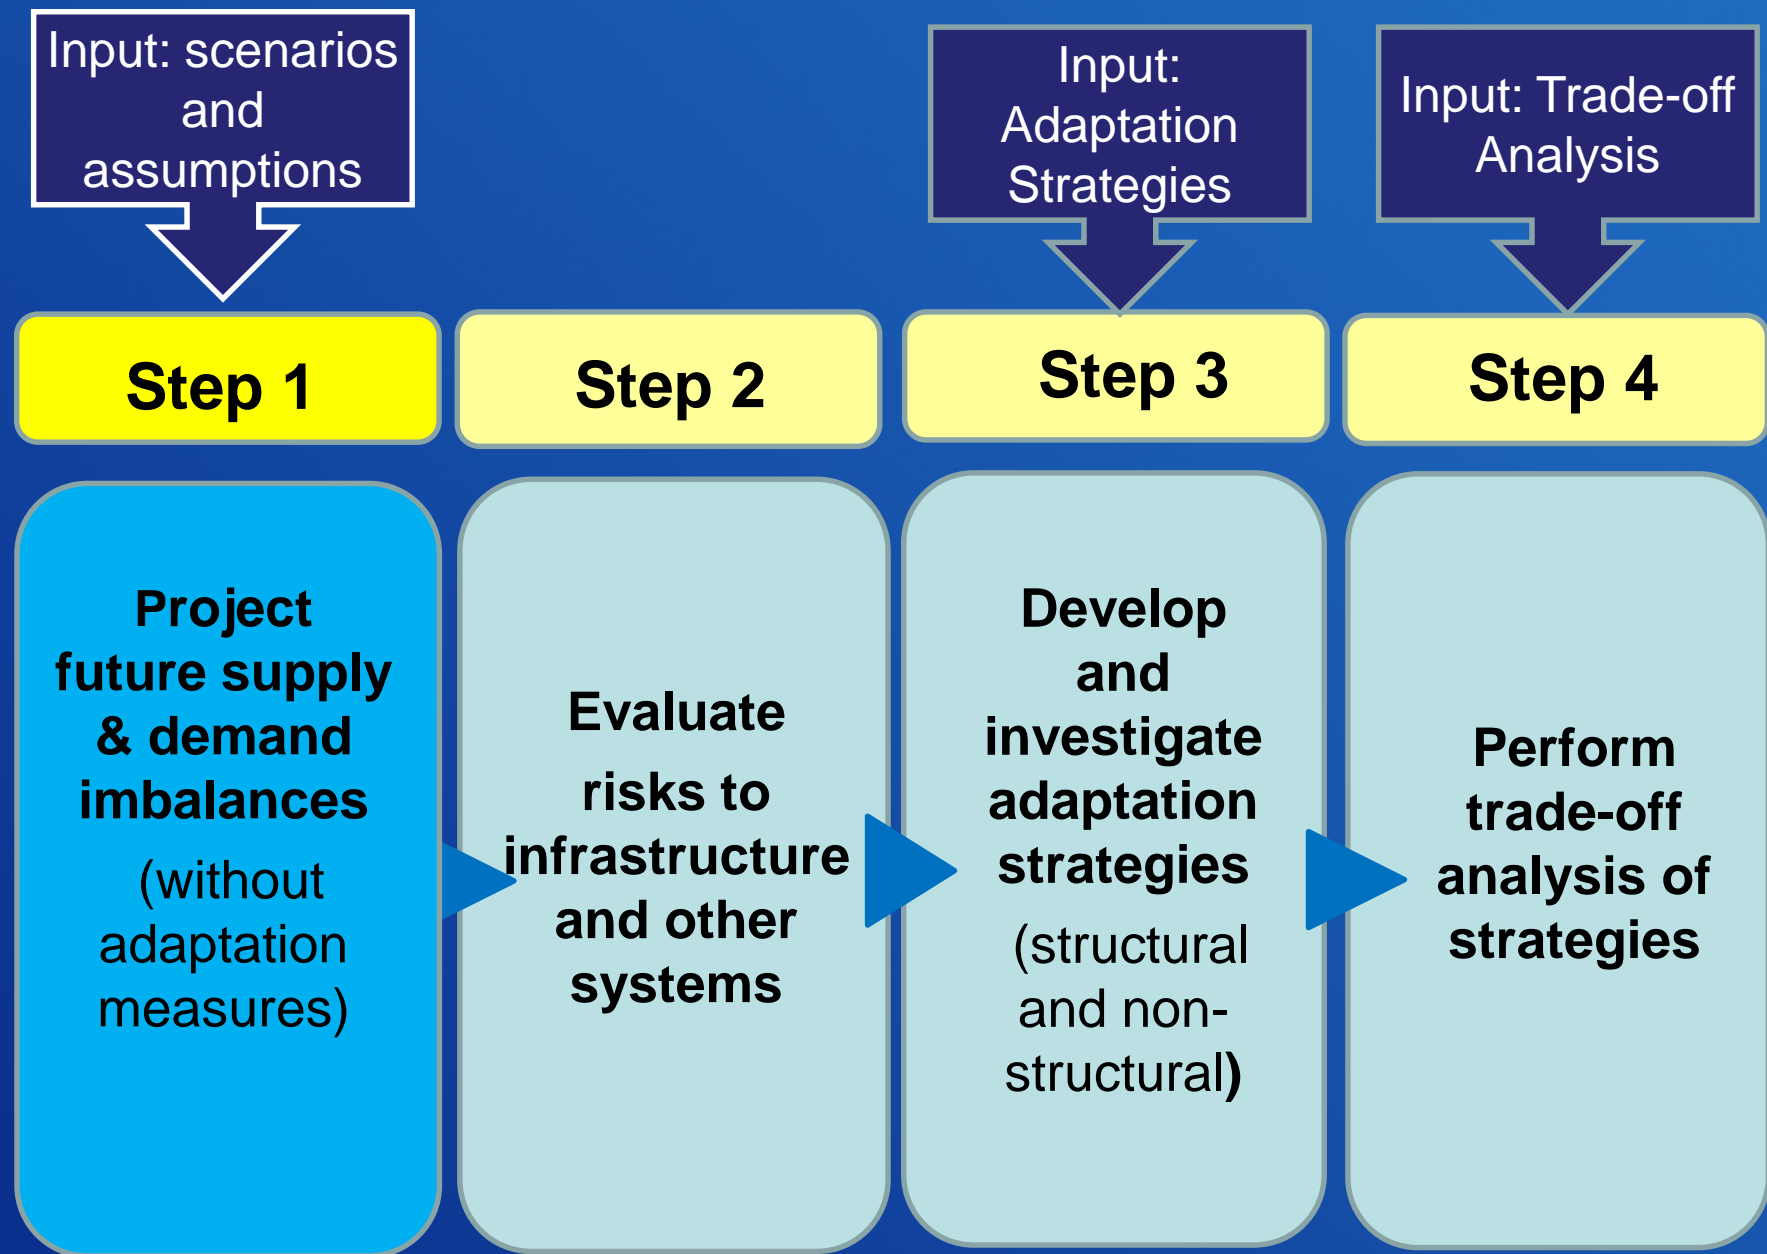 Input: scenarios
and
assumptions
Input:
Adaptation
Strategies
Input: Trade-off
Analysis
Step 1
Step 2
Step 3
Step 4
Project
future supply
& demand
imbalances
(without
adaptation
measures)
Evaluate
risks to
infrastructure
and other
systems
Develop
and
investigate
adaptation
strategies
(structural
and non-
structural)
Perform
trade-off
analysis of
strategies